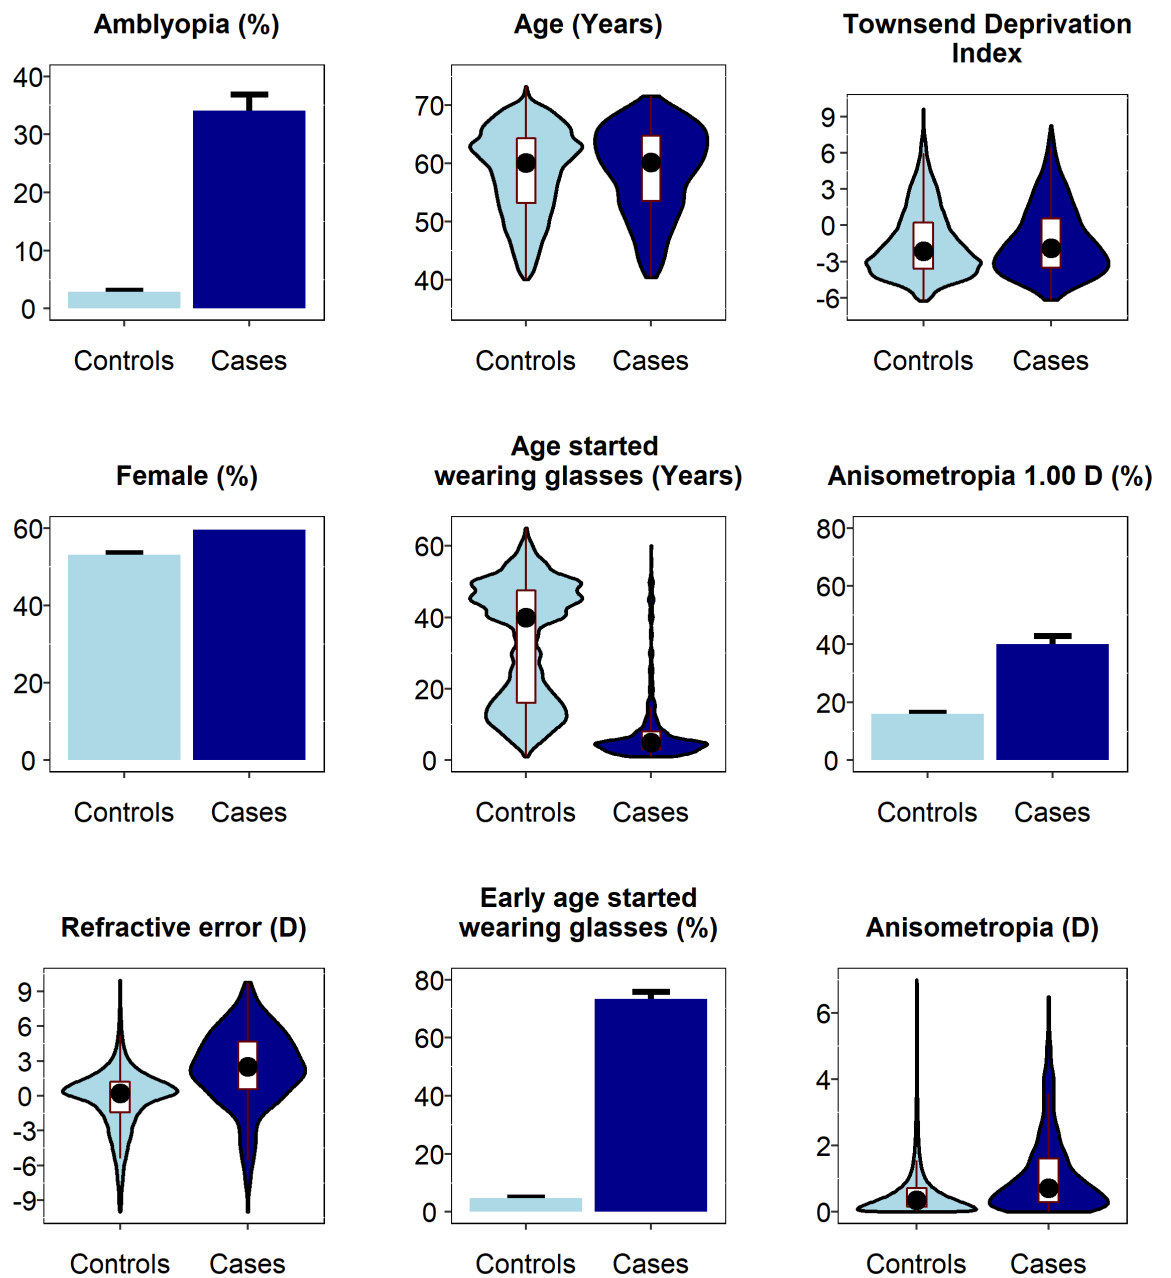 Amblyopia (%)
40
30
20
10
0
Controls Cases
Age (Years)
70
60
50
40
Controls Cases
Townsend Deprivation
Index
9
6
3
0
-3
-6
Controls Cases
Female (%)
60
40
20
0
Controls Cases
Age started
wearing glasses (Years)
60
40
20
0
Controls Cases
Anisometropia 1.00 D (%)
80
60
40
20
0
Controls Cases
Refractive error (D)
9
6
3
0
-3
-6
-9
Controls Cases
Early age started
wearing glasses (%)
80
60
40
20
0
Controls Cases
Anisometropia (D)
6
4
2
0
Controls Cases